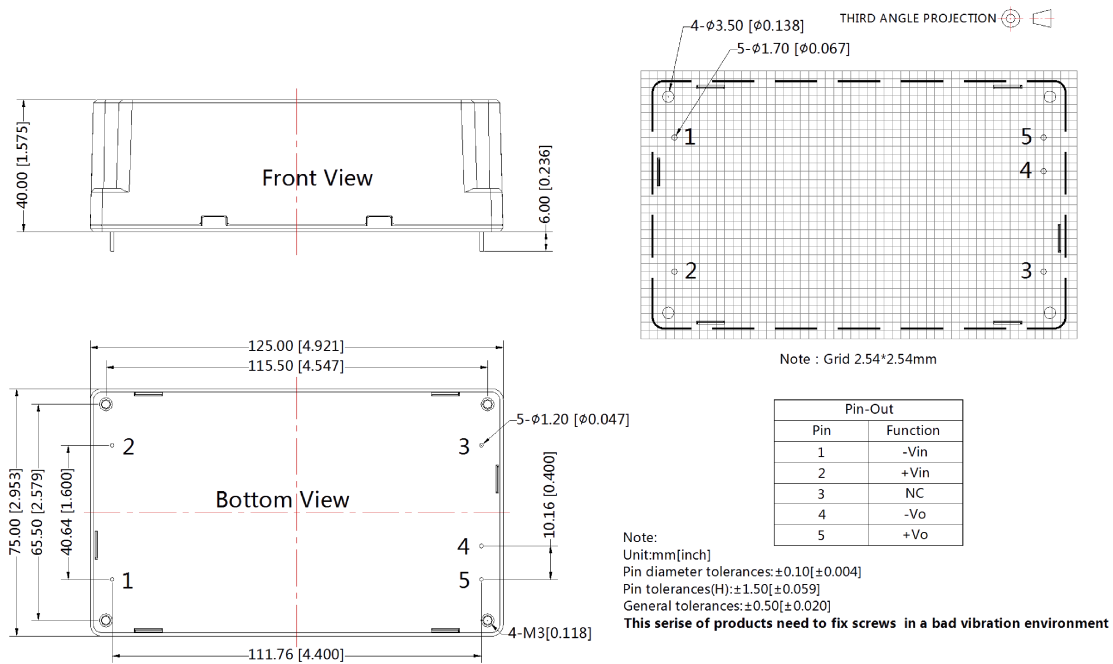 THIRD ANGLE PROJECTION
4-ϕ3.50 [ϕ0.138]
5-ϕ1.70 [ϕ0.067]
40.00 [1.575]
Front View
6.00 [0.236]
1
5
4
2
3
Note : Grid 2.54*2.54mm
125.00 [4.921]
115.50 [4.547]
75.00 [2.953]
65.50 [2.579]
40.64 [1.600]
2
3
5-ϕ1.20 [ϕ0.047]
Bottom View
10.16 [0.400]
4
1
5
4-M3[0.118]
111.76 [4.400]
Pin-Out
Pin Function
1 -Vin
2 +Vin
3 NC
4 -Vo
5 +Vo
Note:
Unit:mm[inch]
Pin diameter tolerances:±0.10[±0.004]
Pin tolerances(H):±1.50[±0.059]
General tolerances:±0.50[±0.020]
This serise of products need to fix screws in a bad vibration environment